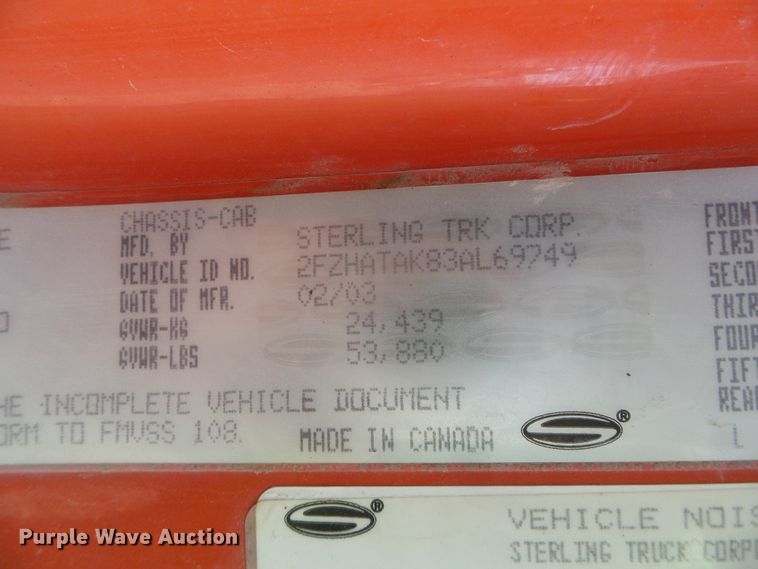 CHASSIS-CAB
MFD. BY STERLING TRK CORP.
VEHICLE ID NO. 2FZHATAK83AL69749
DATE OF MFR. 02/03
GVWR-KG 24,439
GVWR-LBS 53,880
HE INCOMPLETE VEHICLE DOCUMENT
ORM TO FMVSS 108.
MADE IN CANADA
S®
FRONT
FIRS
SECO
THIR
FOUR
FIFT
REAR
L
S®
VEHICLE NOIS
STERLING TRUCK CORP
Purple Wave Auction